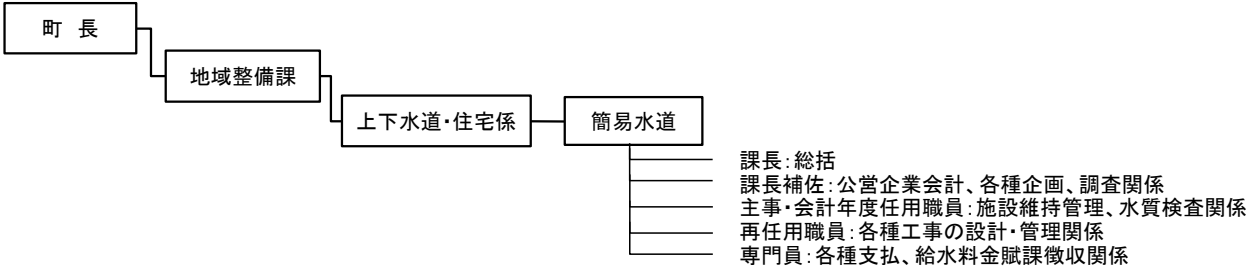 町 長
地域整備課
上下水道・住宅係
簡易水道
課長：総括
課長補佐：公営企業会計、各種企画、調査関係
主事・会計年度任用職員：施設維持管理、水質検査関係
再任用職員：各種工事の設計・管理関係
専門員：各種支払、給水料金賦課徴収関係